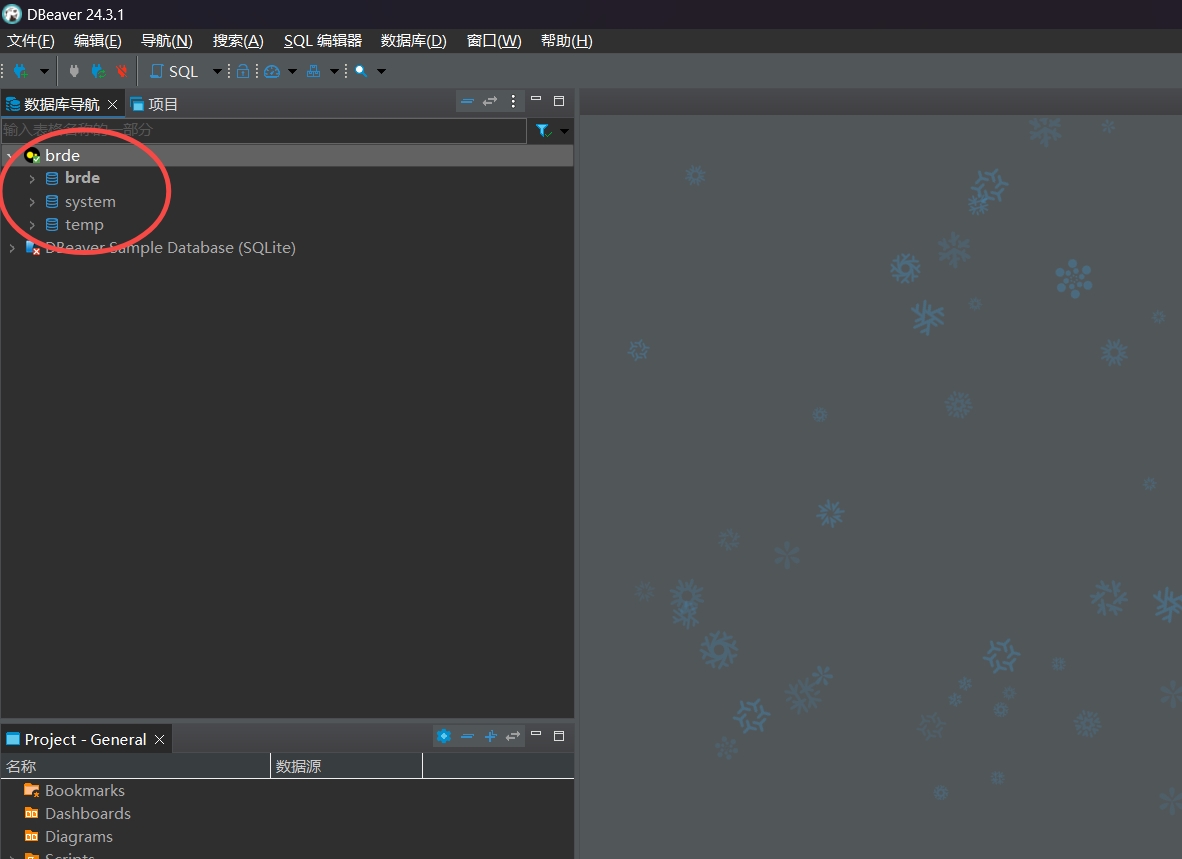 DBeaver 24.3.1
文件(F) 编辑(E) 导航(N) 搜索(A) SQL 编辑器 数据库(D) 窗口(W) 帮助(H)
SQL
数据库导航 项目
输入表格名称的一部分
brde
brde
system
temp
DBeaver Sample Database (SQLite)
Project - General
名称 数据源
Bookmarks
Dashboards
Diagrams
Scripts